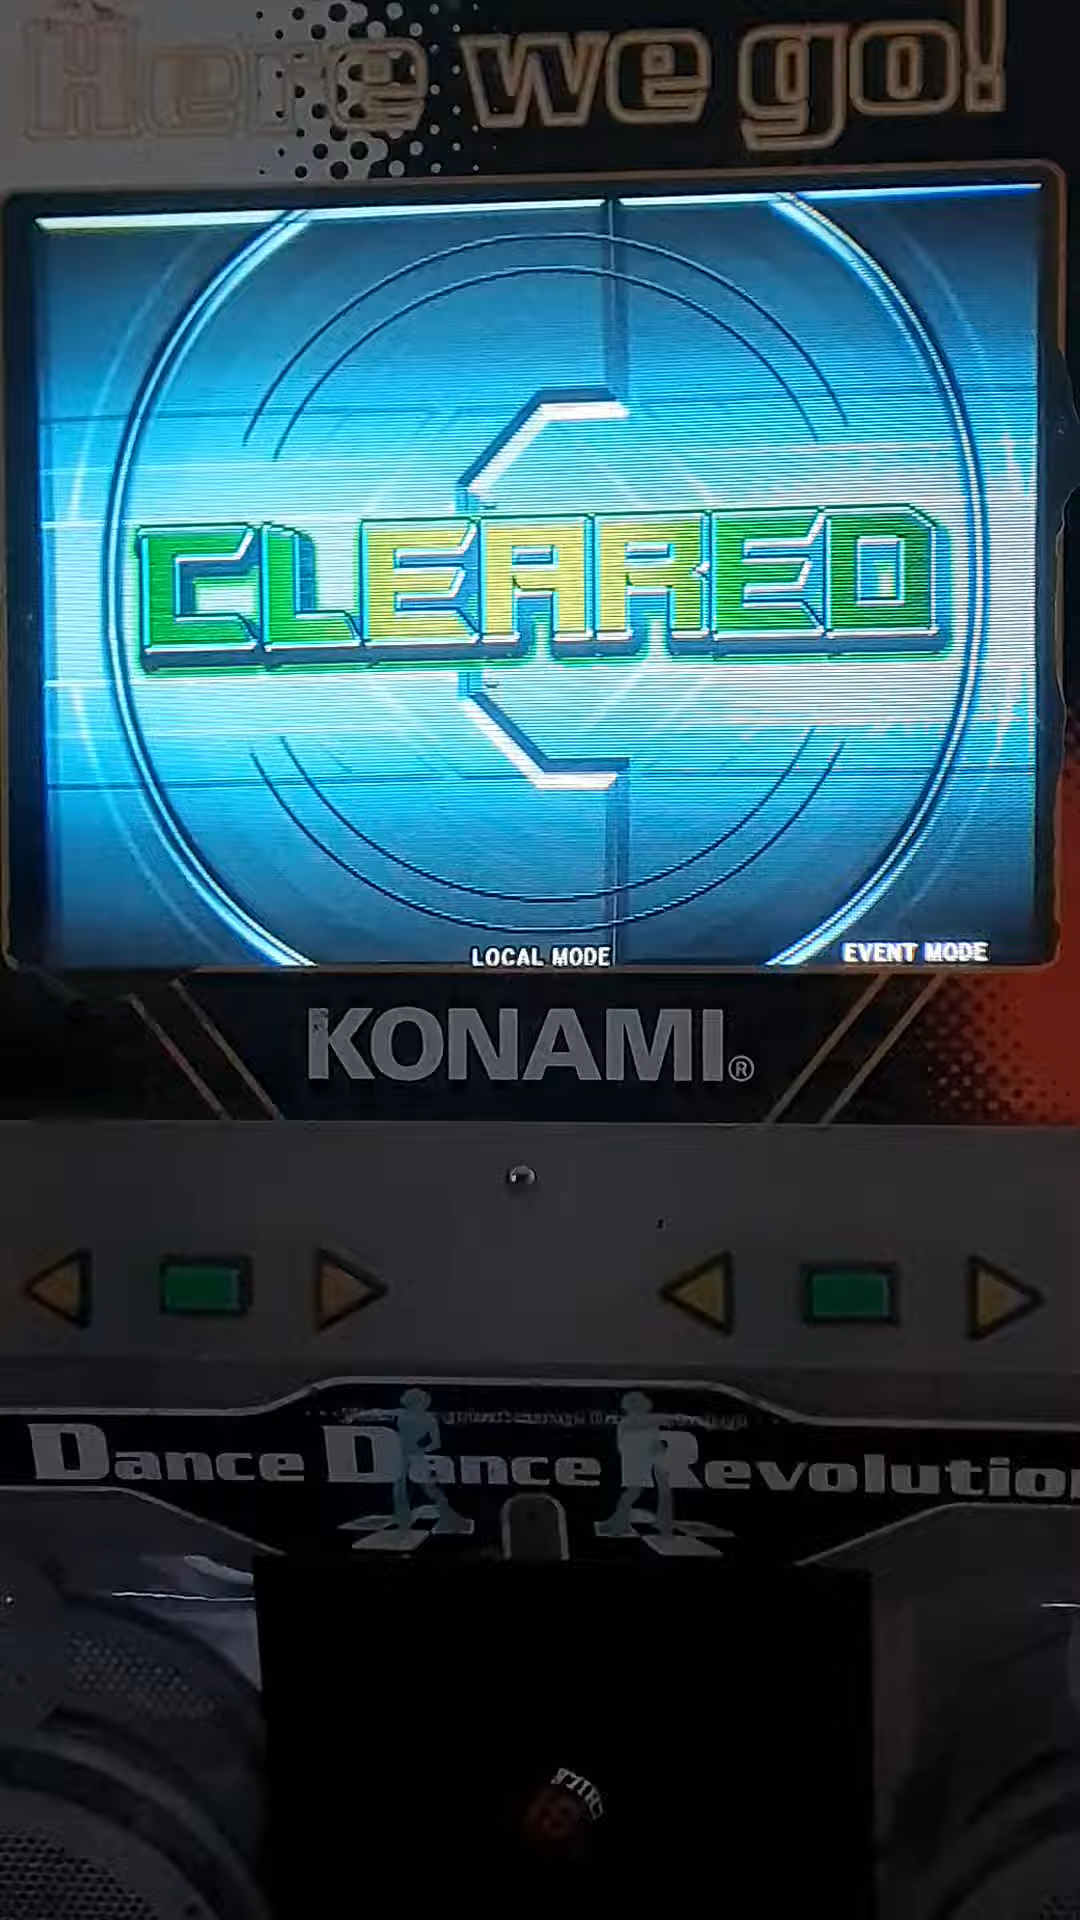 Here we go!
CLEARED
LOCAL MODE
EVENT MODE
KONAMI®
Dance Dance Revolution